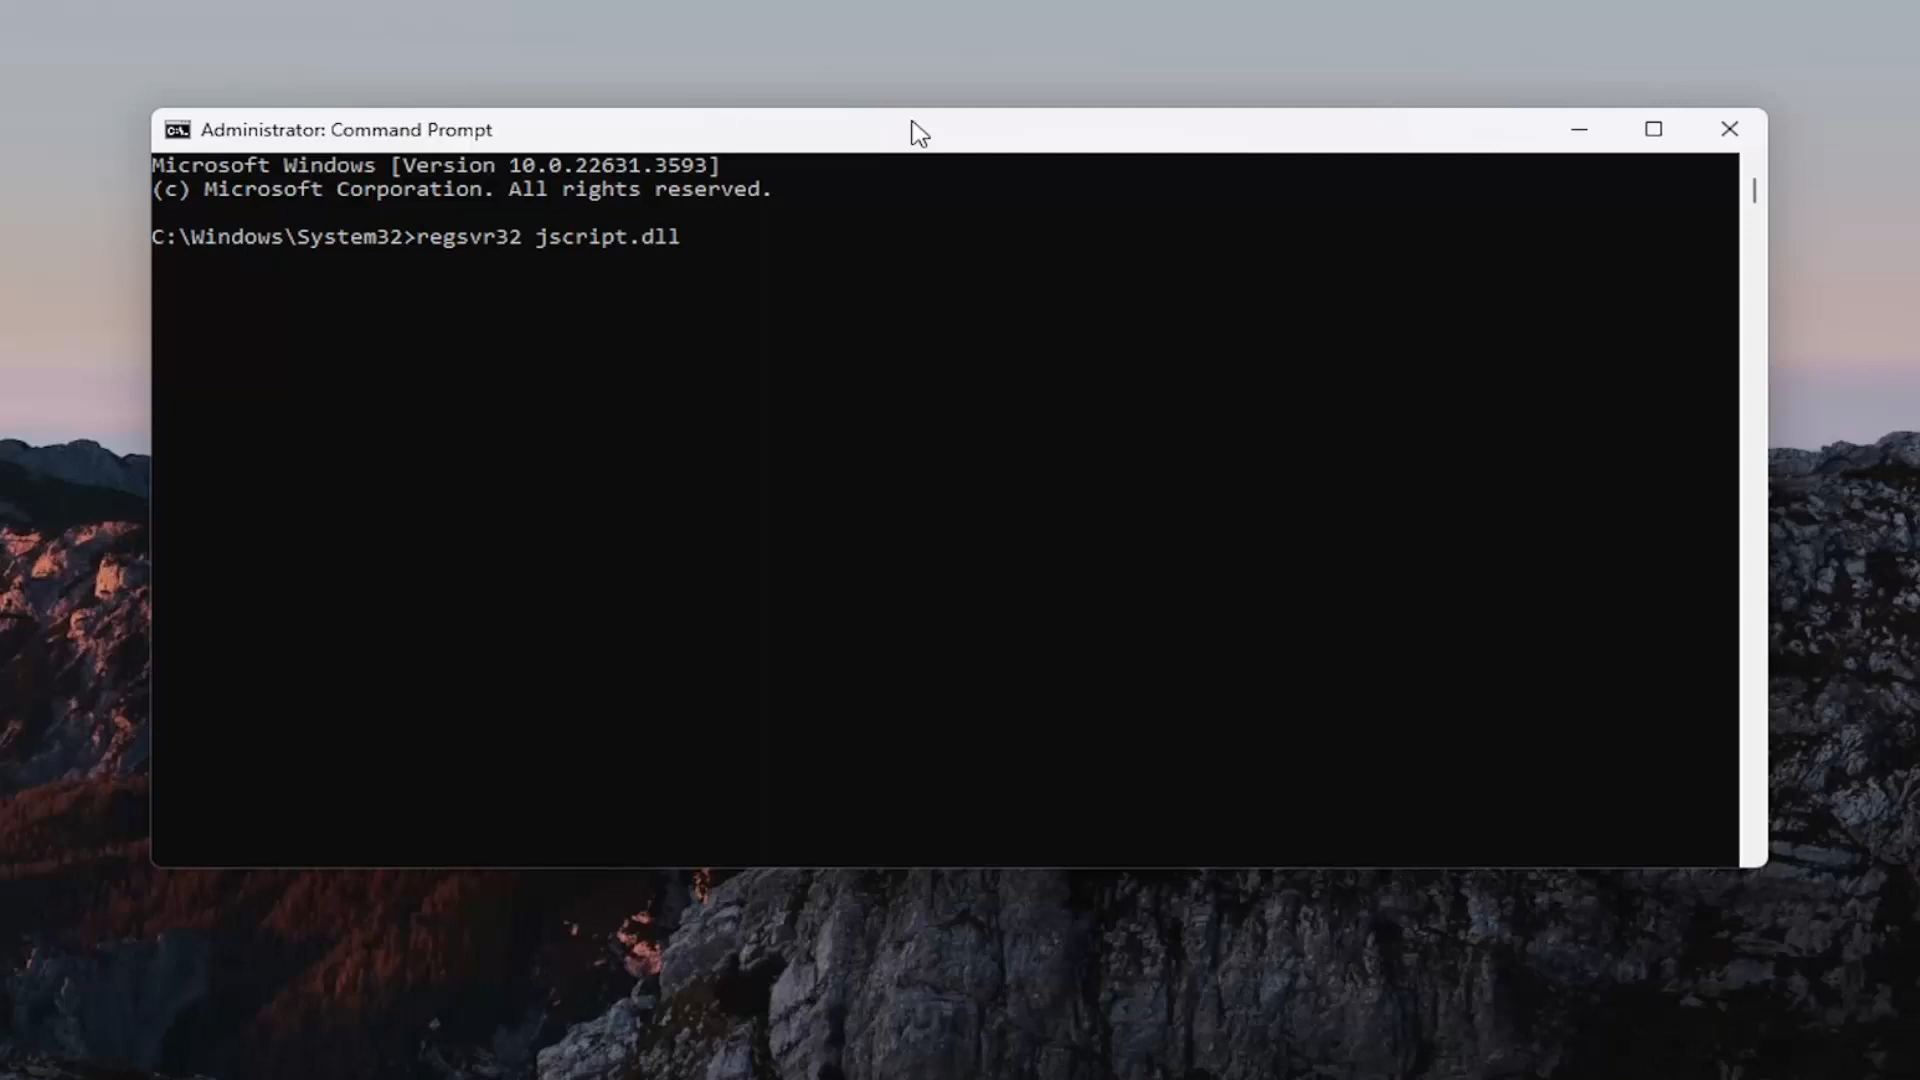 Administrator: Command Prompt
Microsoft Windows [Version 10.0.22631.3593]
(c) Microsoft Corporation. All rights reserved.
C:\Windows\System32>regsvr32 jscript.dll